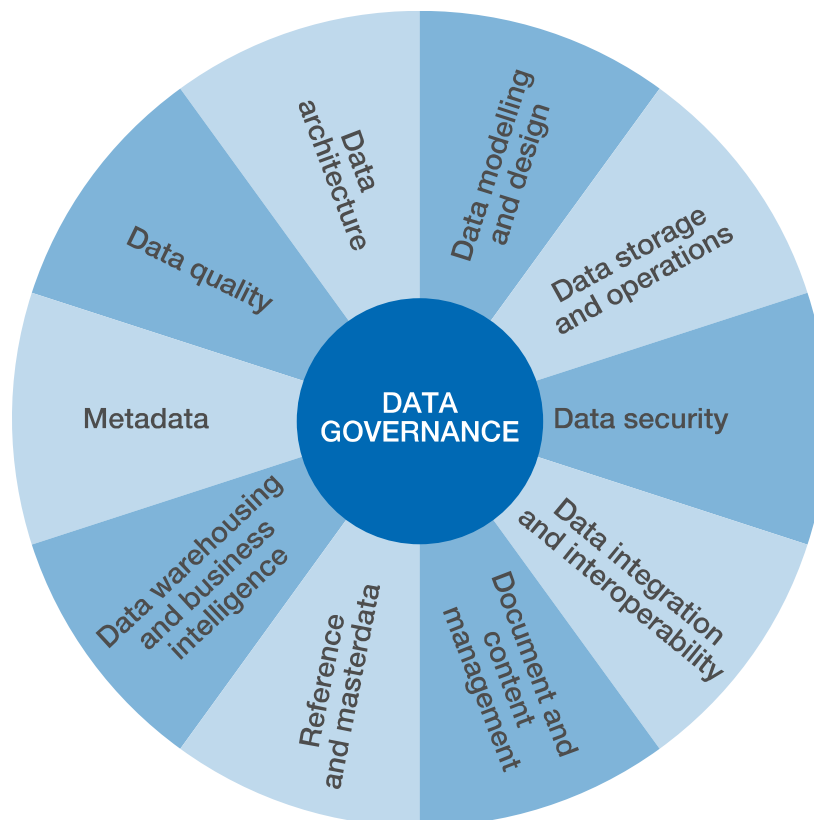 Data
architecture
Data modelling
and design
Data storage
and operations
Data security
Data integration
and interoperability
Document and
content
management
Reference
and masterdata
Data warehousing
and business
intelligence
Metadata
Data quality
DATA
GOVERNANCE